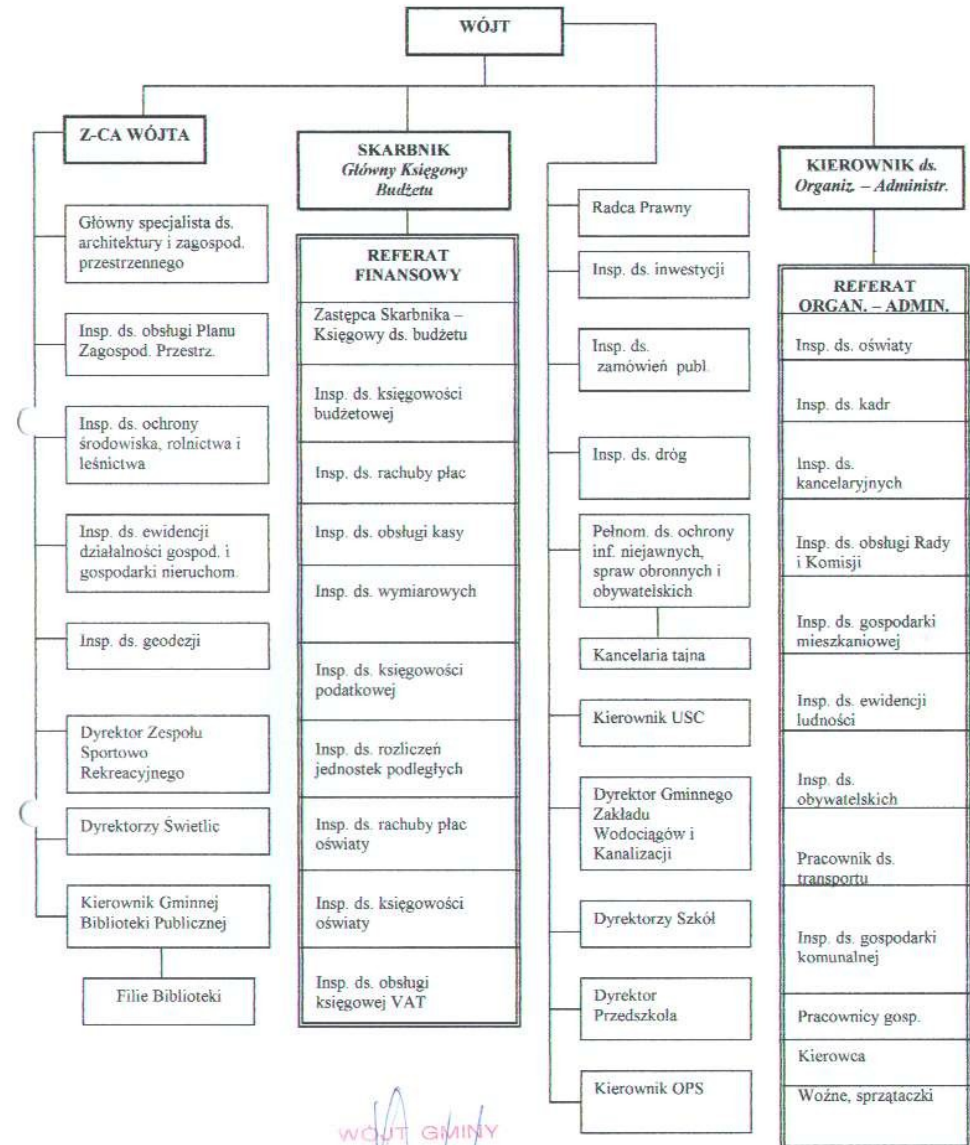 WÓJT
Z-CA WÓJTA
Główny specjalista ds.
architektury i zagospod.
przestrzennego
Insp. ds. obsługi Planu
Zagospod. Przestrz.
Insp. ds. ochrony
środowiska, rolnictwa i
leśnictwa
Insp. ds. ewidencji
działalności gospod. i
gospodarki nieruchom.
Insp. ds. geodezji
Dyrektor Zespołu
Sportowo
Rekreacyjnego
Dyrektorzy Świetlic
Kierownik Gminnej
Biblioteki Publicznej
Filie Biblioteki
SKARBNIK
Główny Księgowy
Budżetu
REFERAT
FINANSOWY
Zastępca Skarbnika –
Księgowy ds. budżetu
Insp. ds. księgowości
budżetowej
Insp. ds. rachuby płac
Insp. ds. obsługi kasy
Insp. ds. wymiarowych
Insp. ds. księgowości
podatkowej
Insp. ds. rozliczeń
jednostek podległych
Insp. ds. rachuby płac
oświaty
Insp. ds. księgowości
oświaty
Insp. ds. obsługi
księgowej VAT
Radca Prawny
Insp. ds. inwestycji
Insp. ds.
zamówień publ.
Insp. ds. dróg
Pełnom. ds. ochrony
inf. niejawnych,
spraw obronnych i
obywatelskich
Kancelaria tajna
Kierownik USC
Dyrektor Gminnego
Zakładu
Wodociągów i
Kanalizacji
Dyrektorzy Szkół
Dyrektor
Przedszkola
Kierownik OPS
KIEROWNIK ds.
Organiz. – Administr.
REFERAT
ORGAN. – ADMIN.
Insp. ds. oświaty
Insp. ds. kadr
Insp. ds.
kancelaryjnych
Insp. ds. obsługi Rady
i Komisji
Insp. ds. gospodarki
mieszkaniowej
Insp. ds. ewidencji
ludności
Insp. ds.
obywatelskich
Pracownik ds.
transportu
Insp. ds. gospodarki
komunalnej
Pracownicy gosp.
Kierowca
Woźne, sprzątaczki
WÓJT GMINY